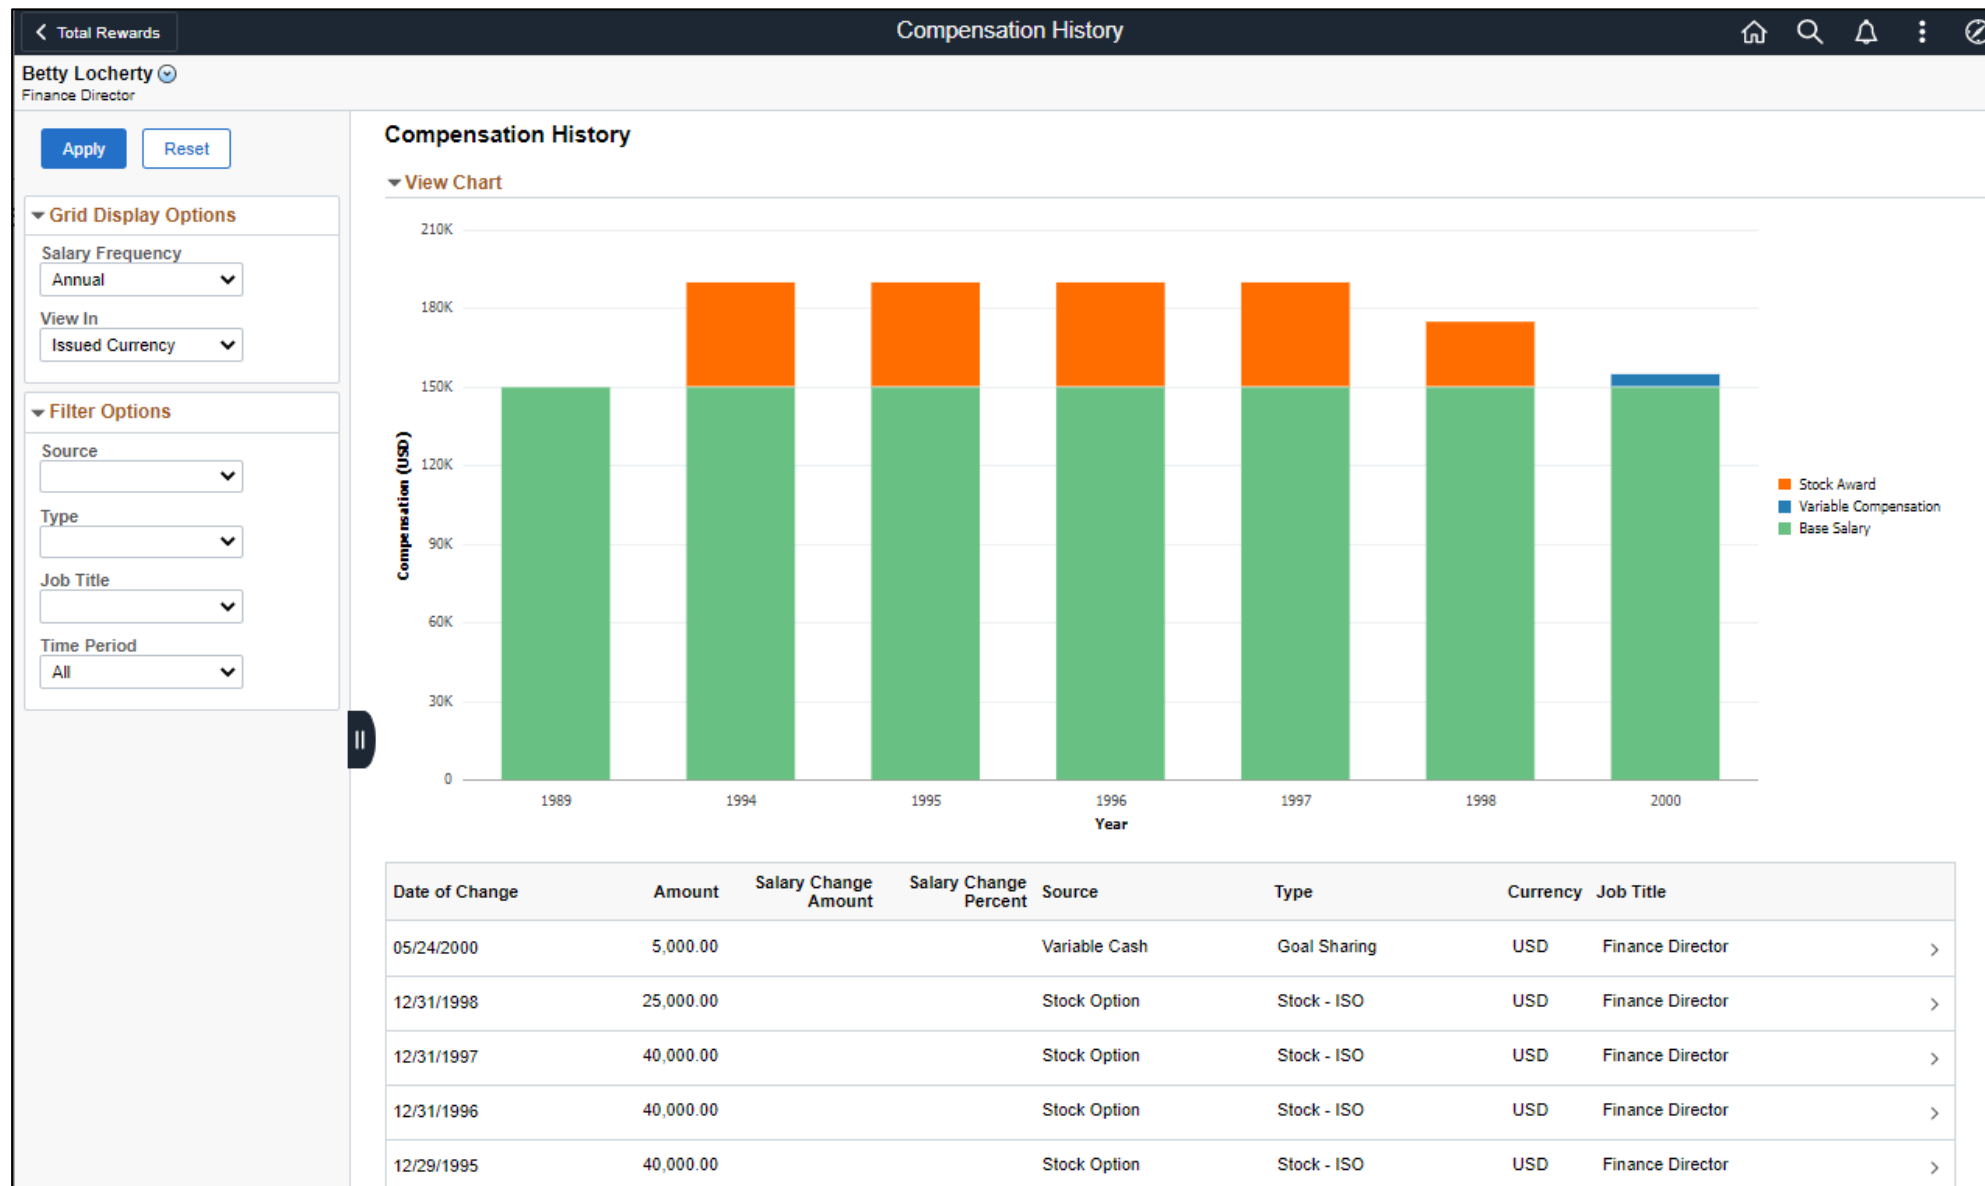 Total Rewards
Compensation History
Betty Locherty
Finance Director
Apply
Reset
Grid Display Options
Salary Frequency
Annual
View In
Issued Currency
Filter Options
Source
Type
Job Title
Time Period
All
Compensation History
View Chart
210K
180K
150K
120K
90K
60K
30K
0
Compensation (USD)
1989 1994 1995 1996 1997 1998 2000
Year
Stock Award
Variable Compensation
Base Salary
Date of Change Amount Salary Change Amount Salary Change Percent Source Type Currency Job Title
05/24/2000 5,000.00 Variable Cash Goal Sharing USD Finance Director
12/31/1998 25,000.00 Stock Option Stock - ISO USD Finance Director
12/31/1997 40,000.00 Stock Option Stock - ISO USD Finance Director
12/31/1996 40,000.00 Stock Option Stock - ISO USD Finance Director
12/29/1995 40,000.00 Stock Option Stock - ISO USD Finance Director